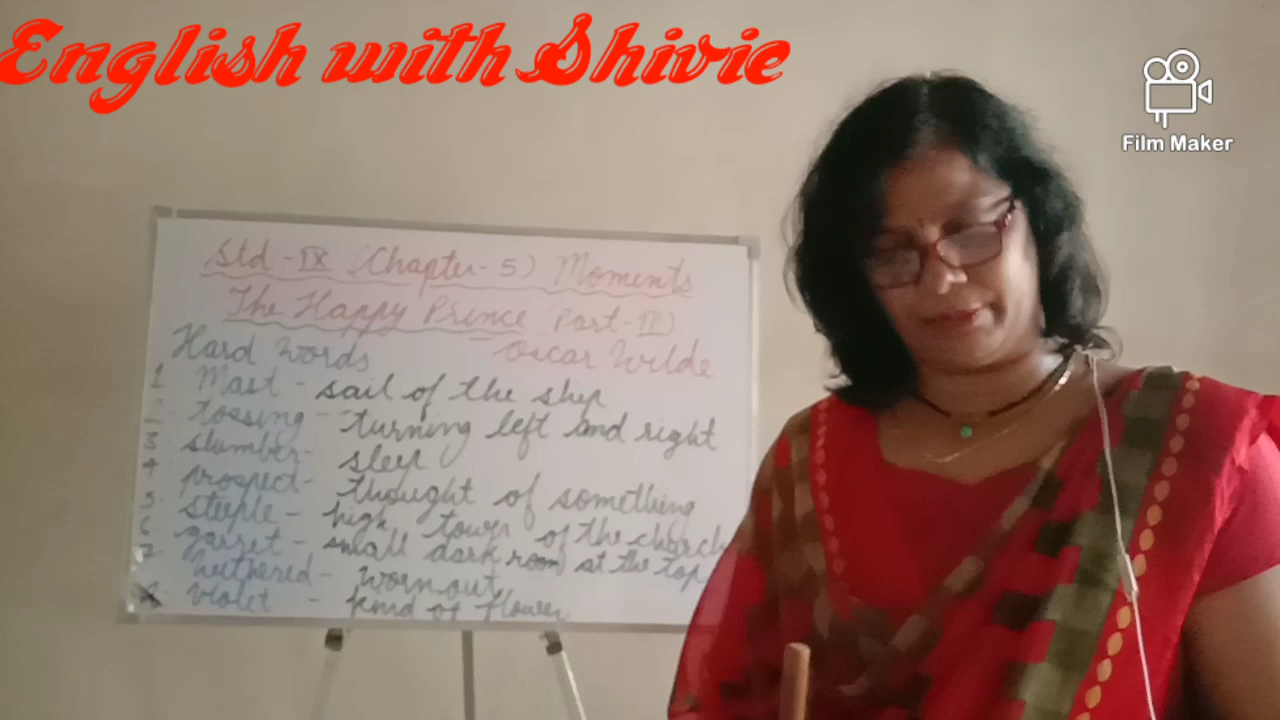 English with Shivie
Film Maker
Std - IX (Chapter - 5) Moments
The Happy Prince (Part - II)
Hard Words - Oscar Wilde
1 Mast - sail of the ship
2 tossing - turning left and right
3 slumber - sleep
4 prospect - thought of something
5. steeple - high tower of the church
6 garret - small dark room at the top
7. withered - worn out
violet - kind of flower